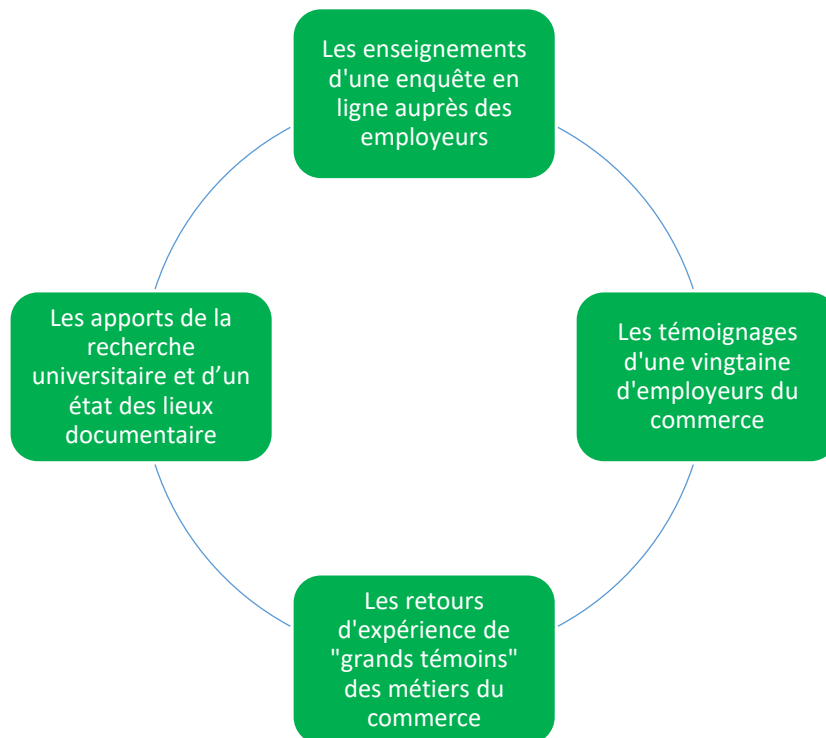 Les enseignements
d'une enquête en
ligne auprès des
employeurs
Les apports de la
recherche
universitaire et d’un
état des lieux
documentaire
Les témoignages
d'une vingtaine
d'employeurs du
commerce
Les retours
d'expérience de
"grands témoins"
des métiers du
commerce